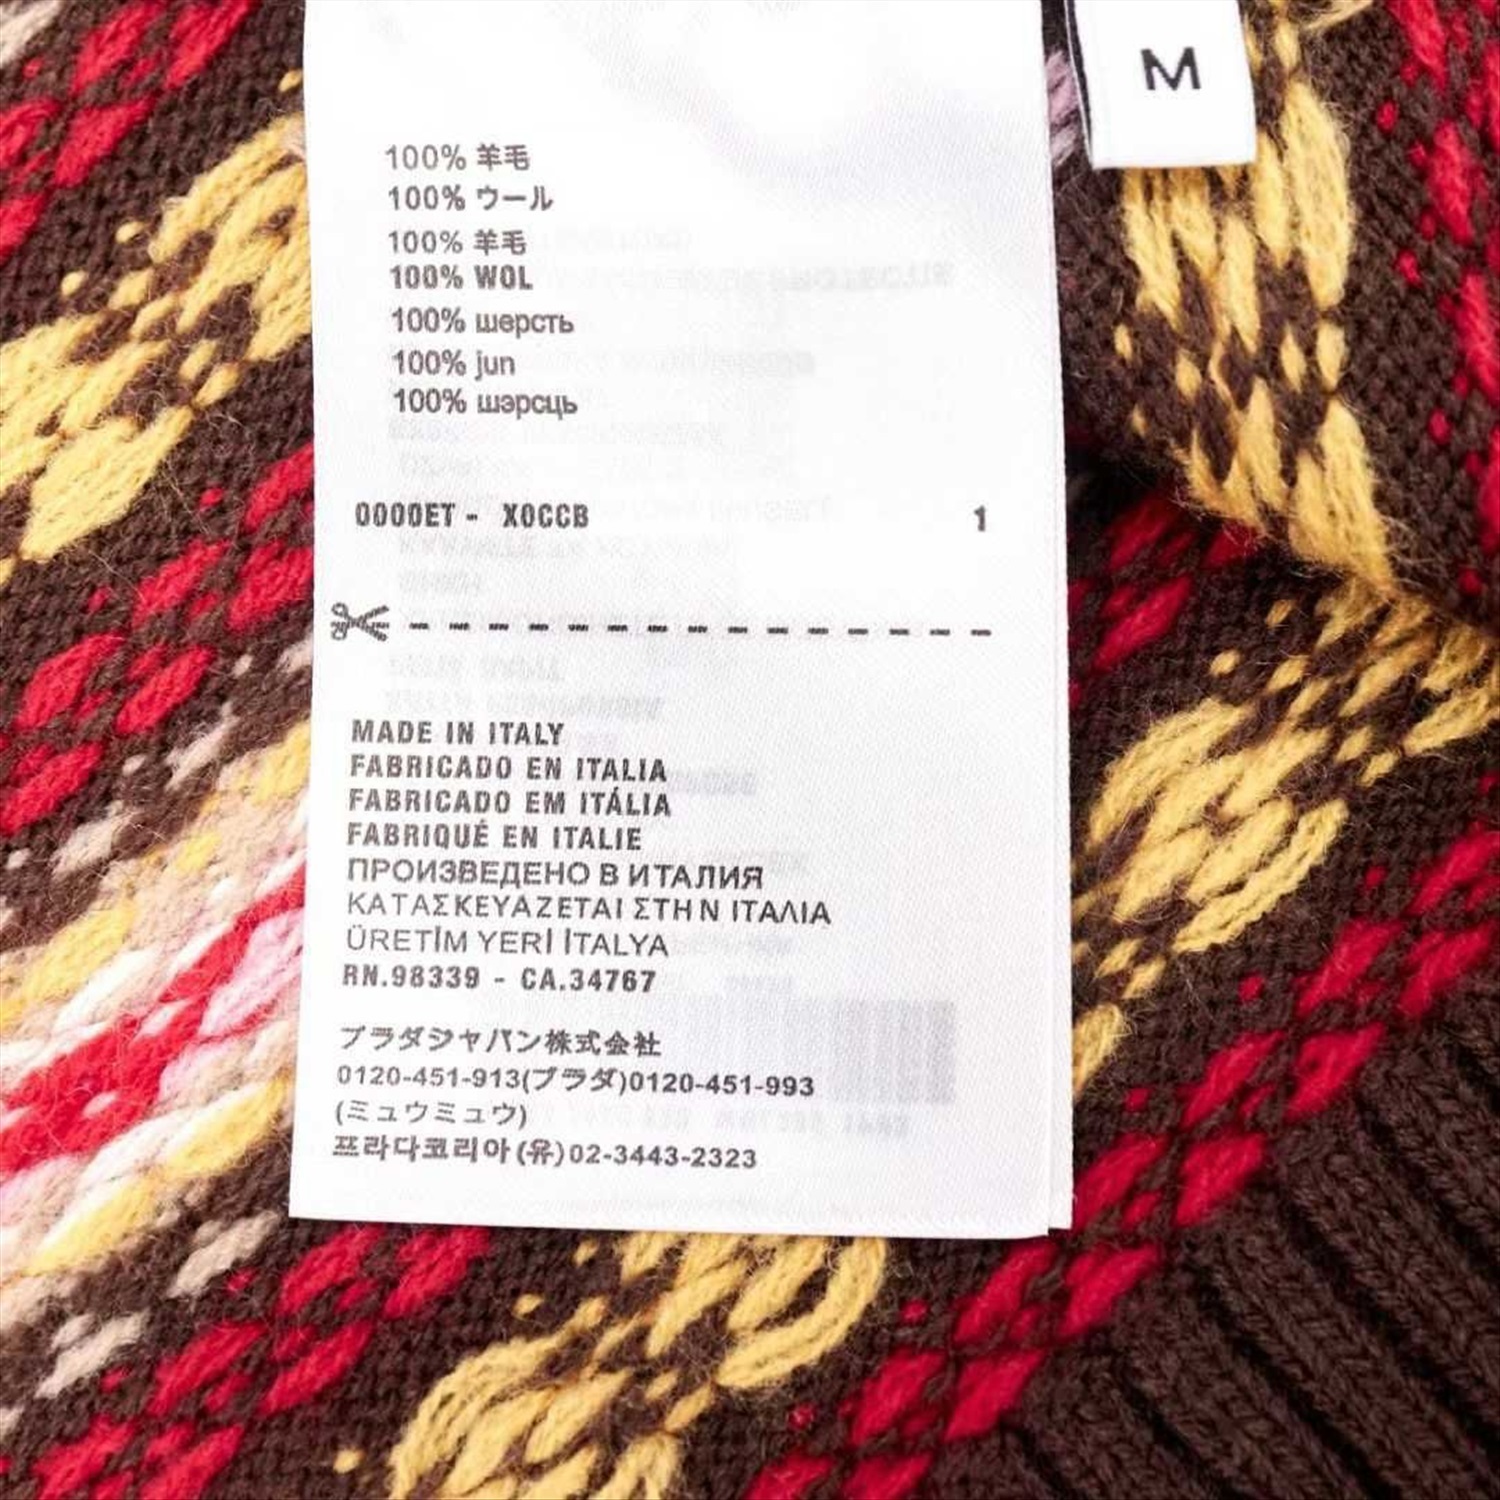 M
100% 羊毛
100% ウール
100% 羊毛
100% WOL
100% шерсть
100% jun
100% шэрсць
0000ET - X0CCB 1
MADE IN ITALY
FABRICADO EN ITALIA
FABRICADO EM ITÁLIA
FABRIQUÉ EN ITALIE
ПРОИЗВЕДЕНО В ИТАЛИЯ
ΚΑΤΑΣΚΕΥΑΖΕΤΑΙ ΣΤΗΝ ΙΤΑΛΙΑ
ÜRETİM YERİ İTALYA
RN.98339 - CA.34767
プラダジャパン株式会社
0120-451-913(プラダ)0120-451-993
(ミュウミュウ)
프라다코리아(유)02-3443-2323